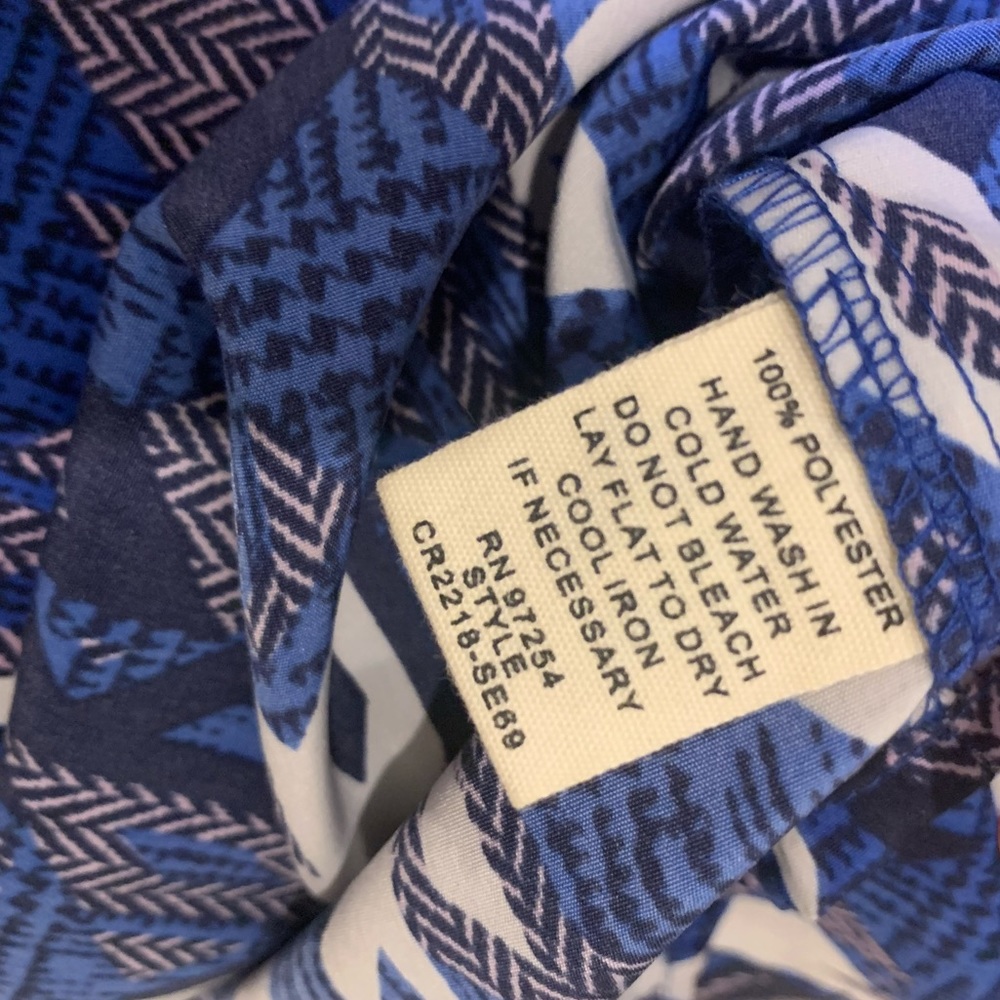 100% POLYESTER
HAND WASH IN
COLD WATER
DO NOT BLEACH
LAY FLAT TO DRY
COOL IRON
IF NECESSARY
RN 97254
STYLE
CR2218-SE69